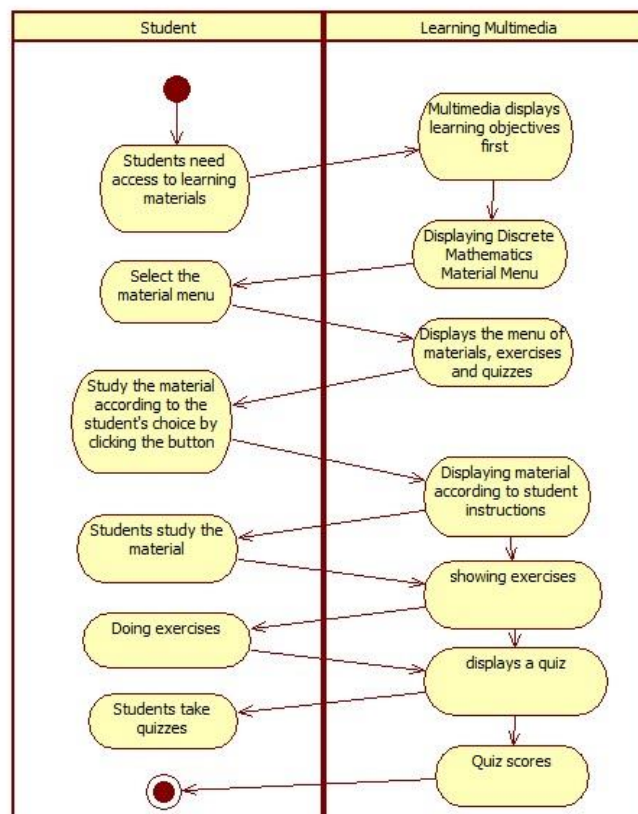 Student
Learning Multimedia
Students need
access to learning
materials
Multimedia displays
learning objectives
first
Displaying Discrete
Mathematics
Material Menu
Select the
material menu
Displays the menu of
materials, exercises
and quizzes
Study the material
according to the
student's choice by
clicking the button
Displaying material
according to student
instructions
Students study the
material
showing exercises
Doing exercises
displays a quiz
Students take
quizzes
Quiz scores